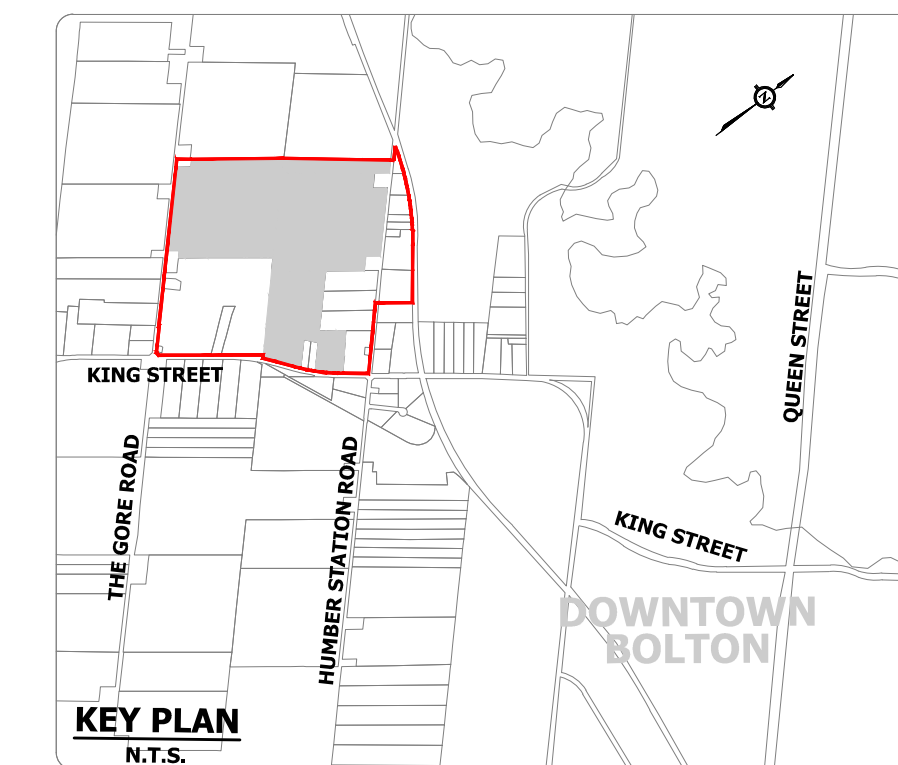 N
QUEEN STREET
KING STREET
THE GORE ROAD
HUMBER STATION ROAD
KING STREET
DOWNTOWN
BOLTON
KEY PLAN
N.T.S.